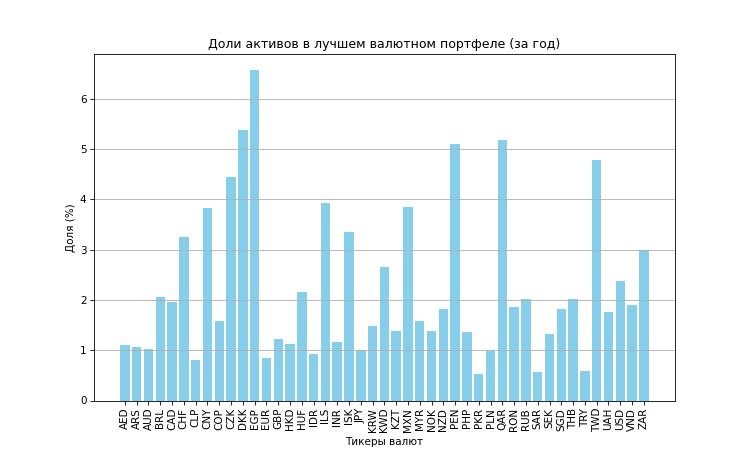 Доли активов в лучшем валютном портфеле (за год)
Доля (%)
6
5
4
3
2
1
0
AED ARS AUD BRL CAD CHF CLP CNY COP CZK DKK EGP EUR GBP HKD HUF IDR ILS INR ISK JPY KRW KWD KZT MXN MYR NOK NZD PEN PHP PKR PLN QAR RON RUB SAR SEK SGD THB TRY TWD UAH USD VND ZAR
Тикеры валют